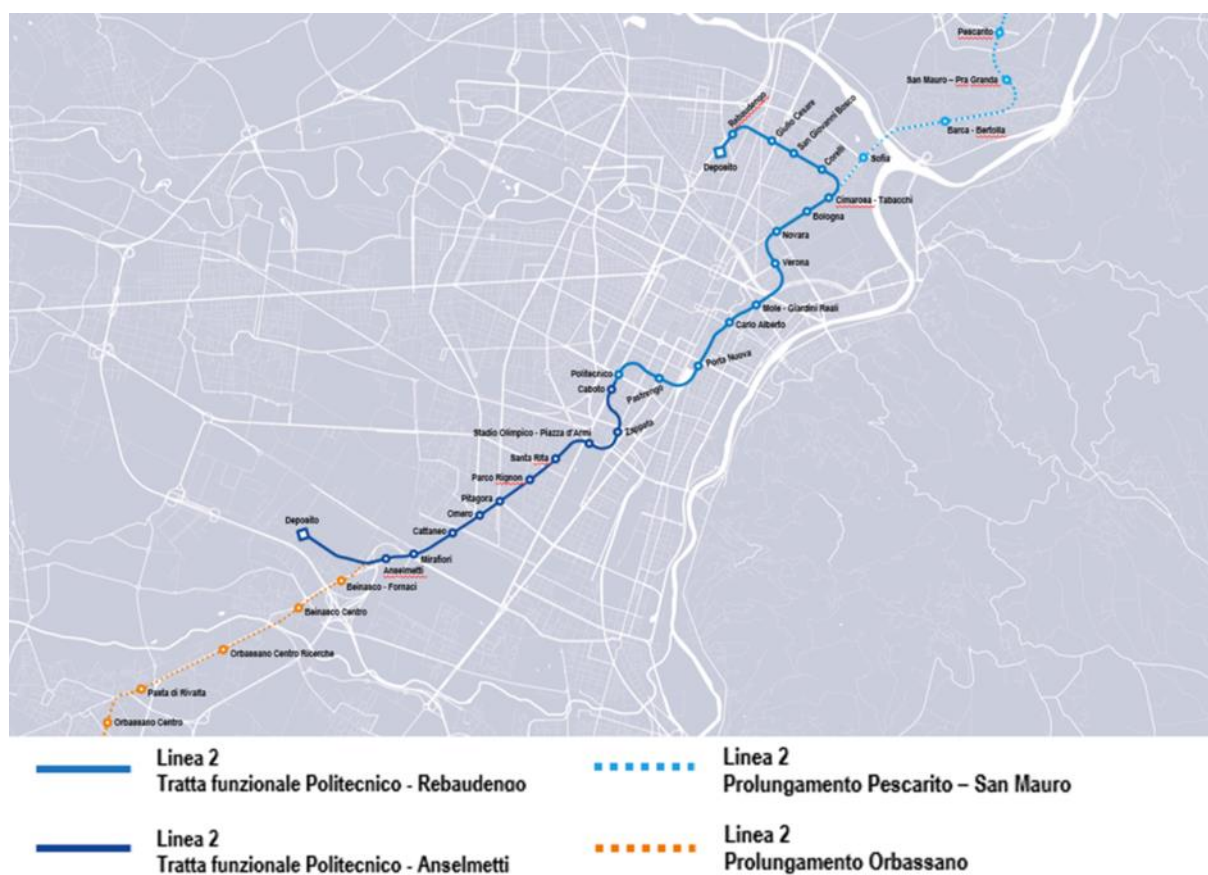 Pescarito
San Mauro – Pra Granda
Barca - Bertolla
Sofia
Rebaudengo
Giulio Cesare
San Giovanni Bosco
Corelli
Deposito
Cimarosa - Tabacchi
Bologna
Novara
Verona
Mole - Giardini Reali
Carlo Alberto
Porta Nuova
Politecnico
Pastrengo
Caboto
Zappata
Stadio Olimpico - Piazza d'Armi
Santa Rita
Parco Rignon
Pitagora
Omero
Cattaneo
Deposito
Mirafiori
Anselmetti
Beinasco - Fornaci
Beinasco Centro
Orbassano Centro Ricerche
Pasta di Rivalta
Orbassano Centro
Linea 2
Tratta funzionale Politecnico - Rebaudengo
Linea 2
Prolungamento Pescarito – San Mauro
Linea 2
Tratta funzionale Politecnico - Anselmetti
Linea 2
Prolungamento Orbassano